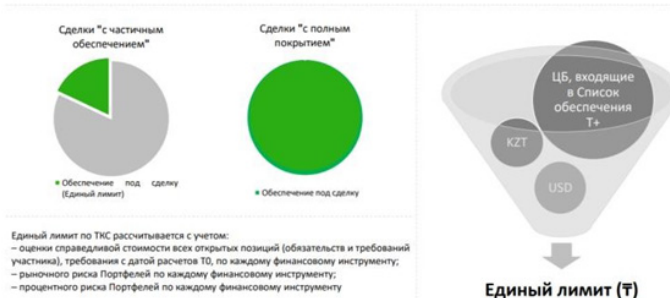 Сделки "с частичным
обеспечением"
Обеспечение под сделку
(Единый лимит)
Сделки "с полным
покрытием"
Обеспечение под сделку
ЦБ, входящие
в Список
обеспечения
Т+
KZT
USD
Единый лимит (₸)
Единый лимит по ТКС рассчитывается с учетом:
– оценки справедливой стоимости всех открытых позиций (обязательств и требований
участника), требования с датой расчетов Т0, по каждому финансовому инструменту;
– рыночного риска Портфелей по каждому финансовому инструменту;
– процентного риска Портфелей по каждому финансовому инструменту